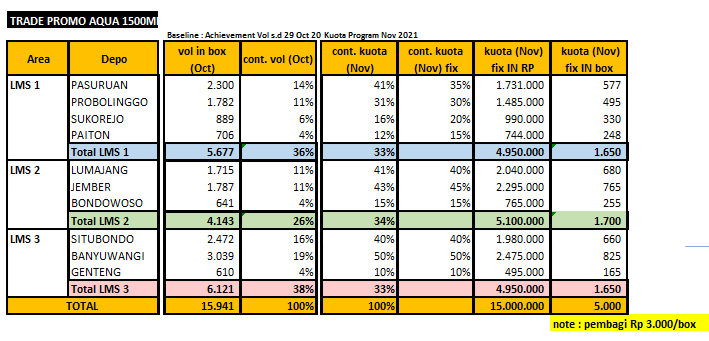 TRADE PROMO AQUA 1500Ml
Baseline : Achievement Vol s.d 29 Oct 20 Kuota Program Nov 2021
Area Depo vol in box (Oct) cont. vol (Oct) cont. kuota (Nov) cont. kuota (Nov) fix kuota (Nov) fix IN RP kuota (Nov) fix IN box
LMS 1 PASURUAN 2.300 14% 41% 35% 1.731.000 577
PROBOLINGGO 1.782 11% 31% 30% 1.485.000 495
SUKOREJO 889 6% 16% 20% 990.000 330
PAITON 706 4% 12% 15% 744.000 248
Total LMS 1 5.677 36% 33% 4.950.000 1.650
LMS 2 LUMAJANG 1.715 11% 41% 40% 2.040.000 680
JEMBER 1.787 11% 43% 45% 2.295.000 765
BONDOWOSO 641 4% 15% 15% 765.000 255
Total LMS 2 4.143 26% 34% 5.100.000 1.700
LMS 3 SITUBONDO 2.472 16% 40% 40% 1.980.000 660
BANYUWANGI 3.039 19% 50% 50% 2.475.000 825
GENTENG 610 4% 10% 10% 495.000 165
Total LMS 3 6.121 38% 33% 4.950.000 1.650
TOTAL 15.941 100% 100% 15.000.000 5.000
note : pembagi Rp 3.000/box